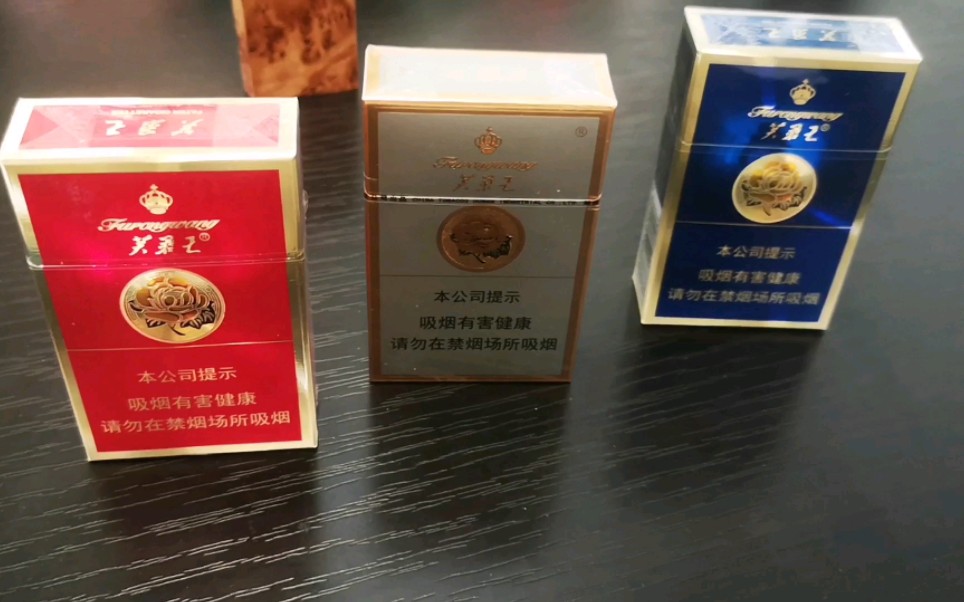 芙蓉王
Furongwang
芙蓉王®
本公司提示
吸烟有害健康
请勿在禁烟场所吸烟
®
Furongwang
芙蓉王
本公司提示
吸烟有害健康
请勿在禁烟场所吸烟
Furongwang
芙蓉王®
本公司提示
吸烟有害健康
请勿在禁烟场所吸烟